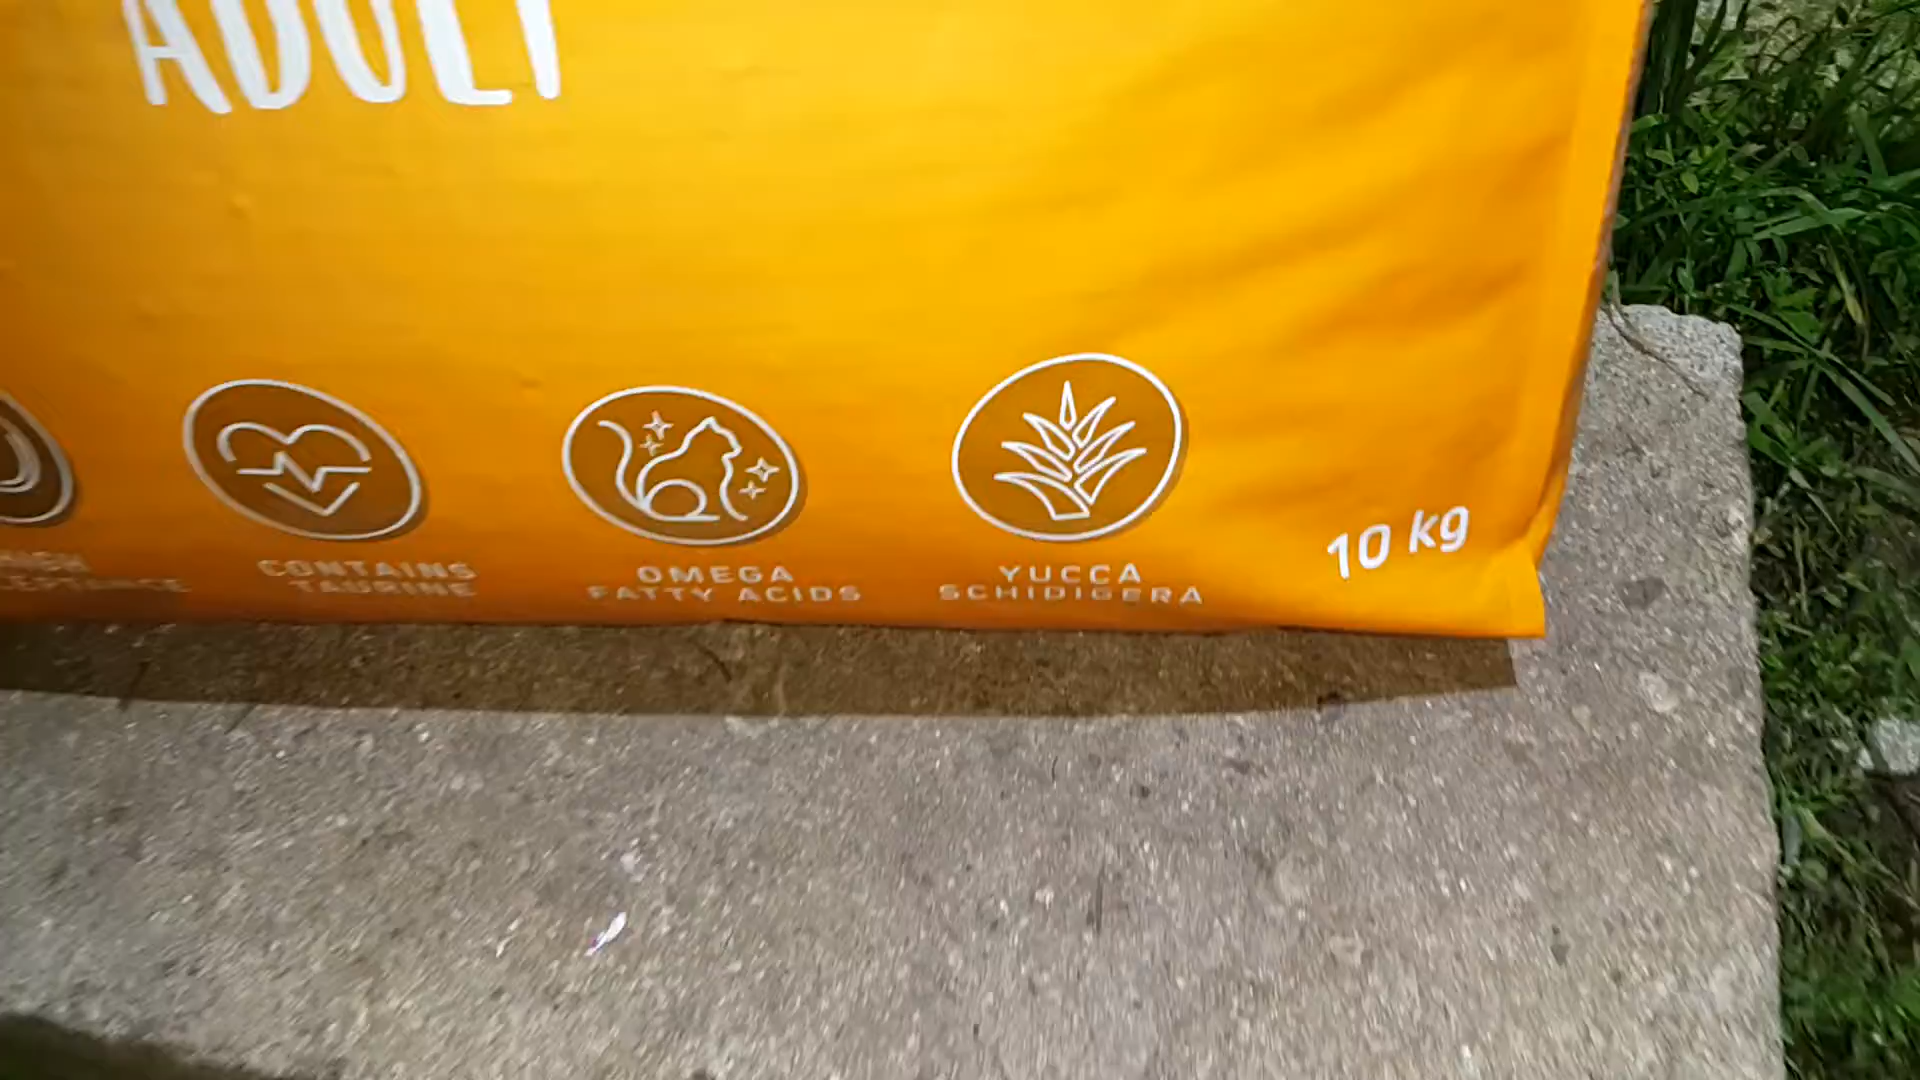 ADULT
CONTAINS
TAURINE
OMEGA
FATTY ACIDS
YUCCA
SCHIDIGERA
10 kg